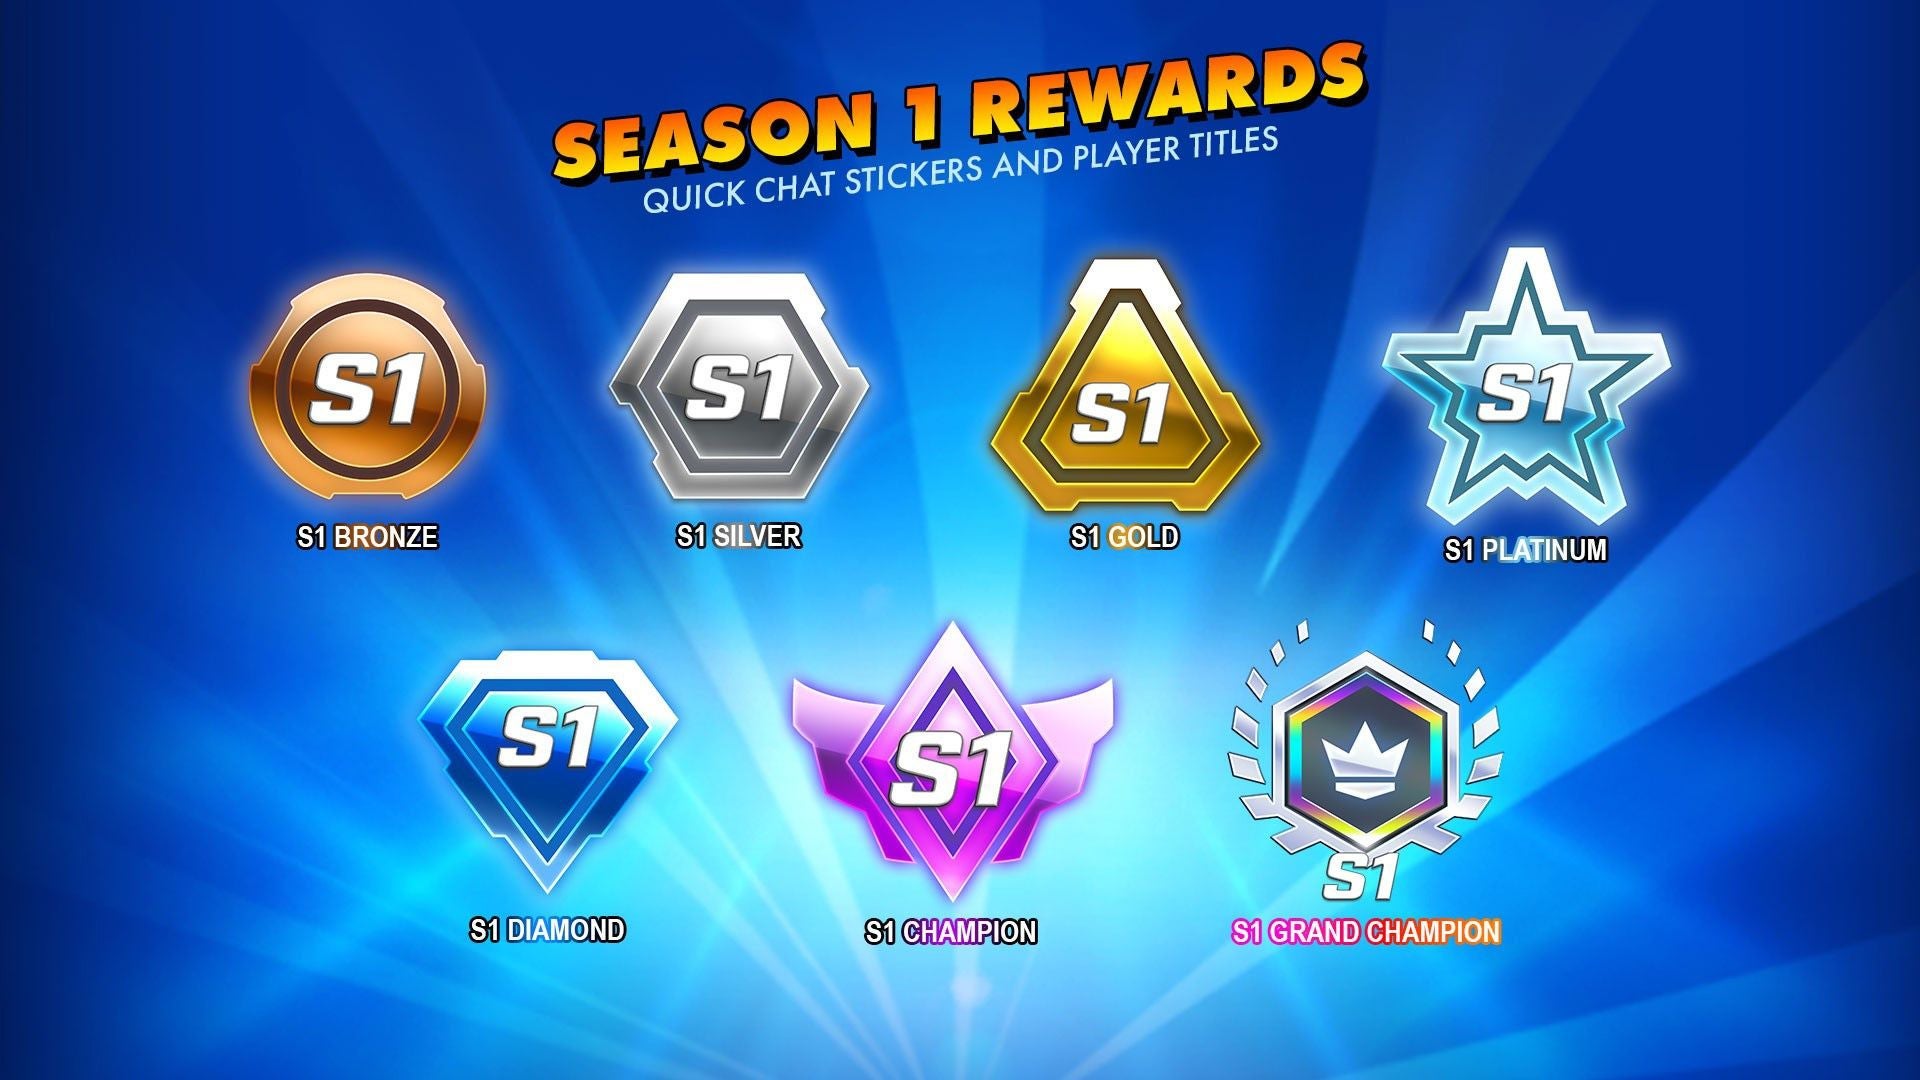 SEASON 1 REWARDS
QUICK CHAT STICKERS AND PLAYER TITLES
S1
S1
S1
S1
S1 BRONZE
S1 SILVER
S1 GOLD
S1 PLATINUM
S1
S1
S1
S1 DIAMOND
S1 CHAMPION
S1 GRAND CHAMPION